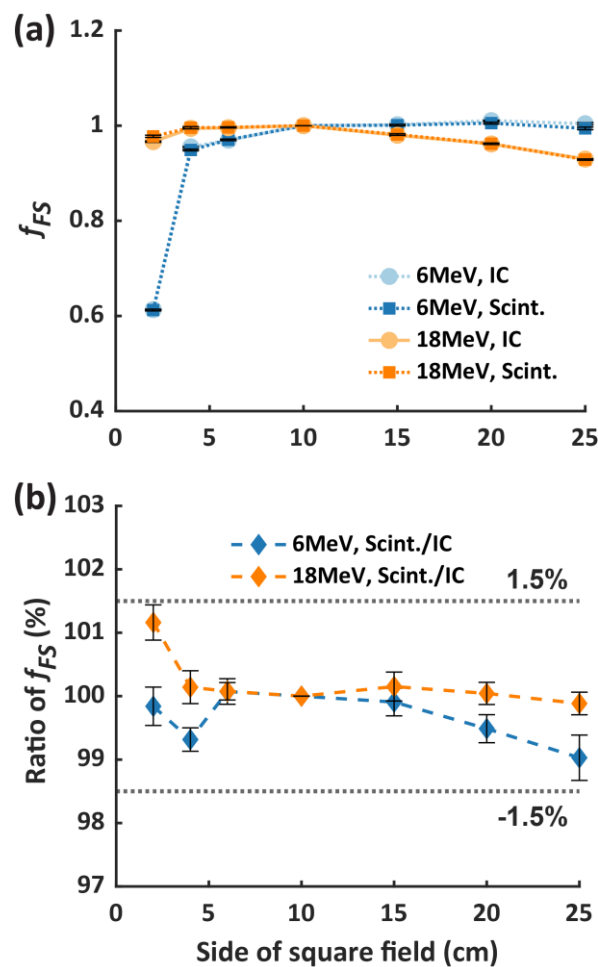 (a)
1.2
1
0.8
0.6
0.4
f_FS
0 5 10 15 20 25
6MeV, IC
6MeV, Scint.
18MeV, IC
18MeV, Scint.
(b)
103
102
101
100
99
98
97
Ratio of f_FS (%)
6MeV, Scint./IC
18MeV, Scint./IC
1.5%
-1.5%
0 5 10 15 20 25
Side of square field (cm)